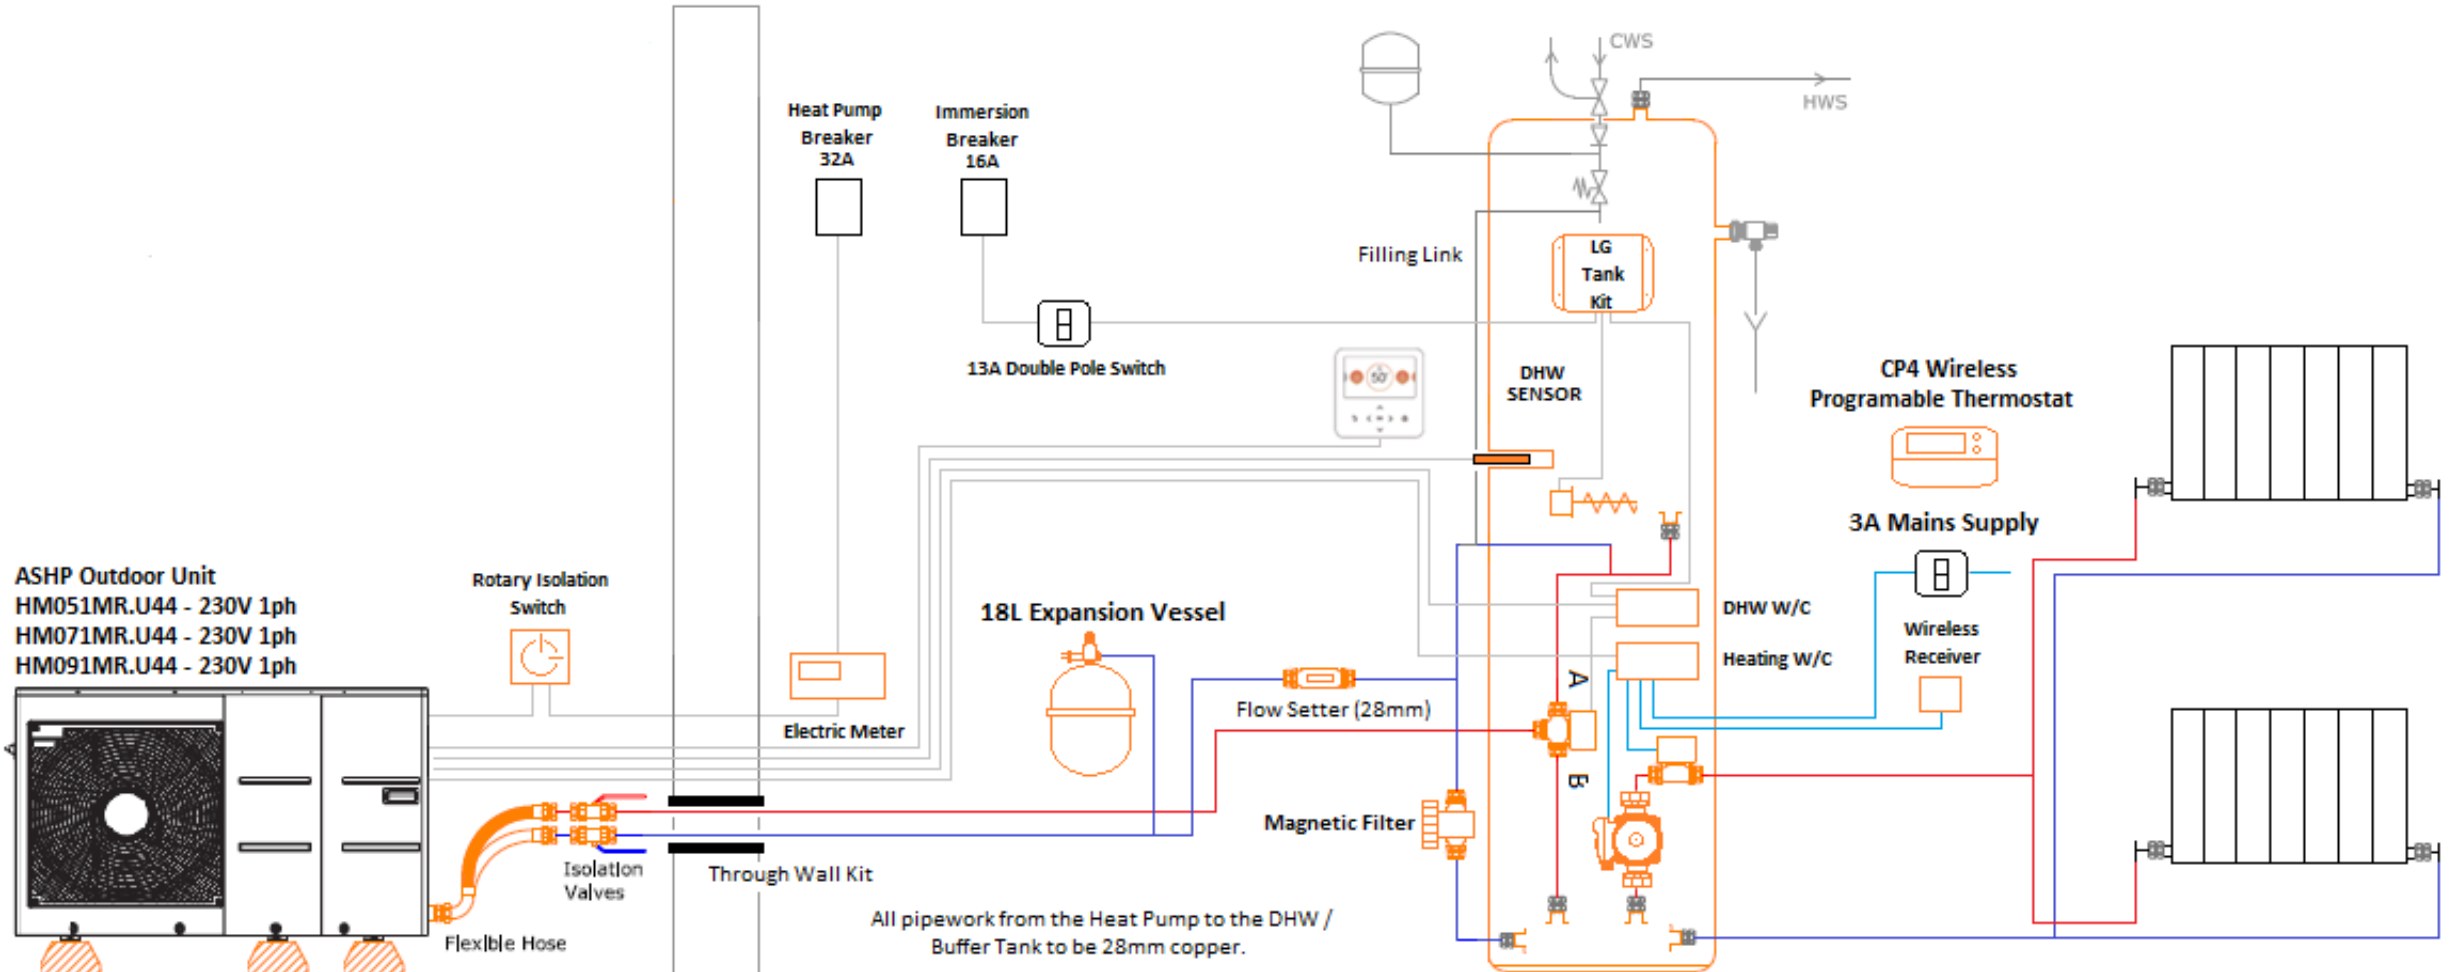 CWS
HWS
Heat Pump
Breaker
32A
Immersion
Breaker
16A
Filling Link
LG
Tank
Kit
13A Double Pole Switch
50°
DHW
SENSOR
CP4 Wireless
Programable Thermostat
3A Mains Supply
ASHP Outdoor Unit
HM051MR.U44 - 230V 1ph
HM071MR.U44 - 230V 1ph
HM091MR.U44 - 230V 1ph
Rotary Isolation
Switch
18L Expansion Vessel
DHW W/C
Wireless
Receiver
Heating W/C
A
Flow Setter (28mm)
Electric Meter
B
Magnetic Filter
Isolation
Valves
Through Wall Kit
All pipework from the Heat Pump to the DHW /
Buffer Tank to be 28mm copper.
Flexible Hose